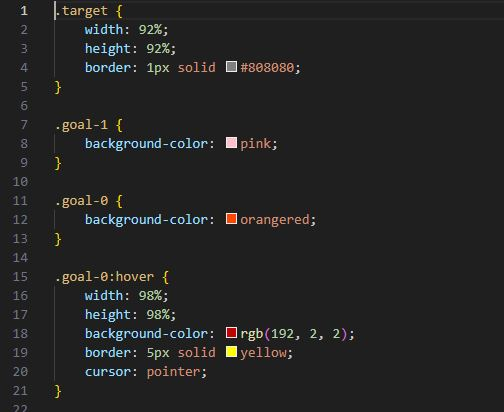 1 .target {
2 width: 92%;
3 height: 92%;
4 border: 1px solid #808080;
5 }
6
7 .goal-1 {
8 background-color: pink;
9 }
10
11 .goal-0 {
12 background-color: orangered;
13 }
14
15 .goal-0:hover {
16 width: 98%;
17 height: 98%;
18 background-color: rgb(192, 2, 2);
19 border: 5px solid yellow;
20 cursor: pointer;
21 }
22